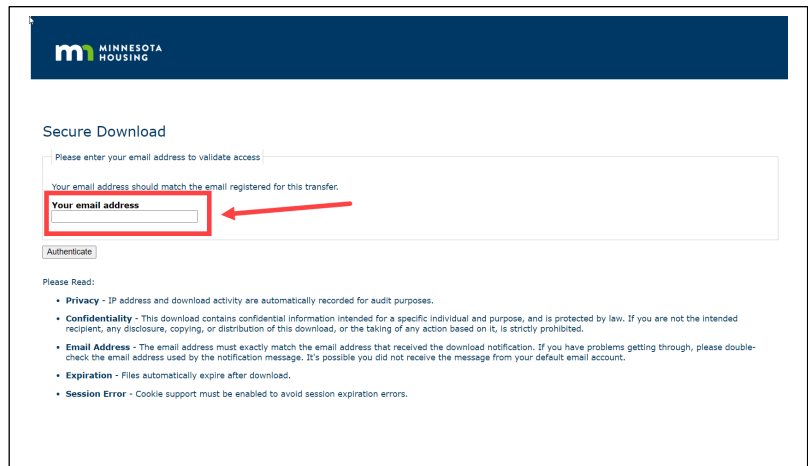 MINNESOTA
HOUSING
Secure Download
Please enter your email address to validate access
Your email address should match the email registered for this transfer.
Your email address
Authenticate
Please Read:
• Privacy - IP address and download activity are automatically recorded for audit purposes.
• Confidentiality - This download contains confidential information intended for a specific individual and purpose, and is protected by law. If you are not the intended
recipient, any disclosure, copying, or distribution of this download, or the taking of any action based on it, is strictly prohibited.
• Email Address - The email address must exactly match the email address that received the download notification. If you have problems getting through, please double-
check the email address used by the notification message. It's possible you did not receive the message from your default email account.
• Expiration - Files automatically expire after download.
• Session Error - Cookie support must be enabled to avoid session expiration errors.